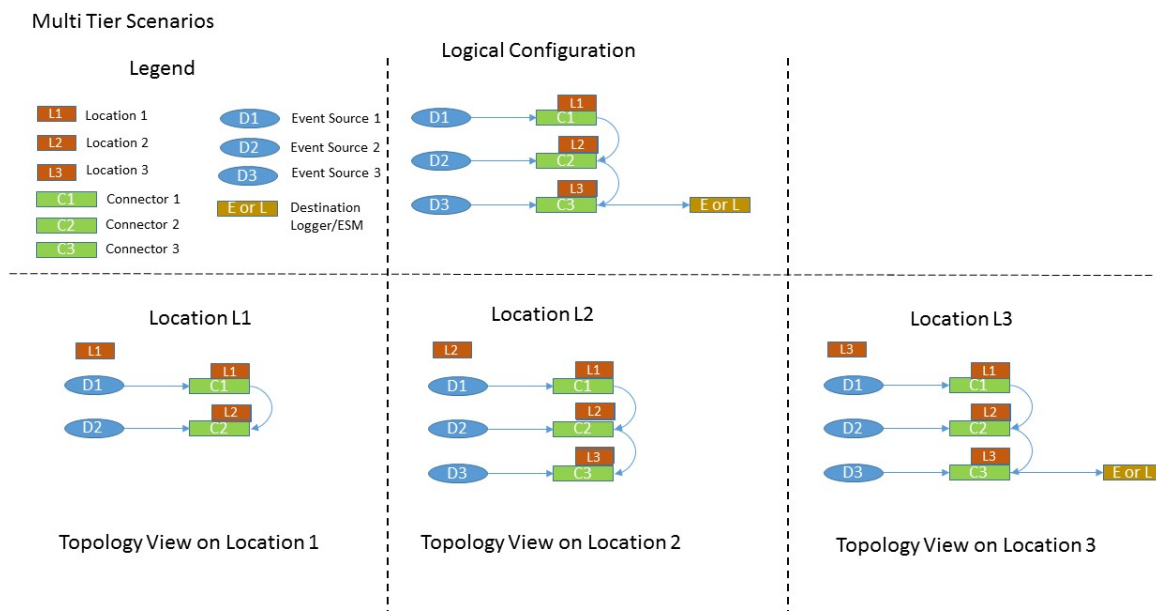 Multi Tier Scenarios
Legend
L1 Location 1
L2 Location 2
L3 Location 3
C1 Connector 1
C2 Connector 2
C3 Connector 3
D1 Event Source 1
D2 Event Source 2
D3 Event Source 3
E or L Destination
Logger/ESM
Logical Configuration
L1
D1 C1
L2
D2 C2
L3
D3 C3 E or L
Location L1
L1
L1
D1 C1
L2
D2 C2
Topology View on Location 1
Location L2
L2
L1
D1 C1
L2
D2 C2
L3
D3 C3
Topology View on Location 2
Location L3
L3
L1
D1 C1
L2
D2 C2
L3
D3 C3 E or L
Topology View on Location 3